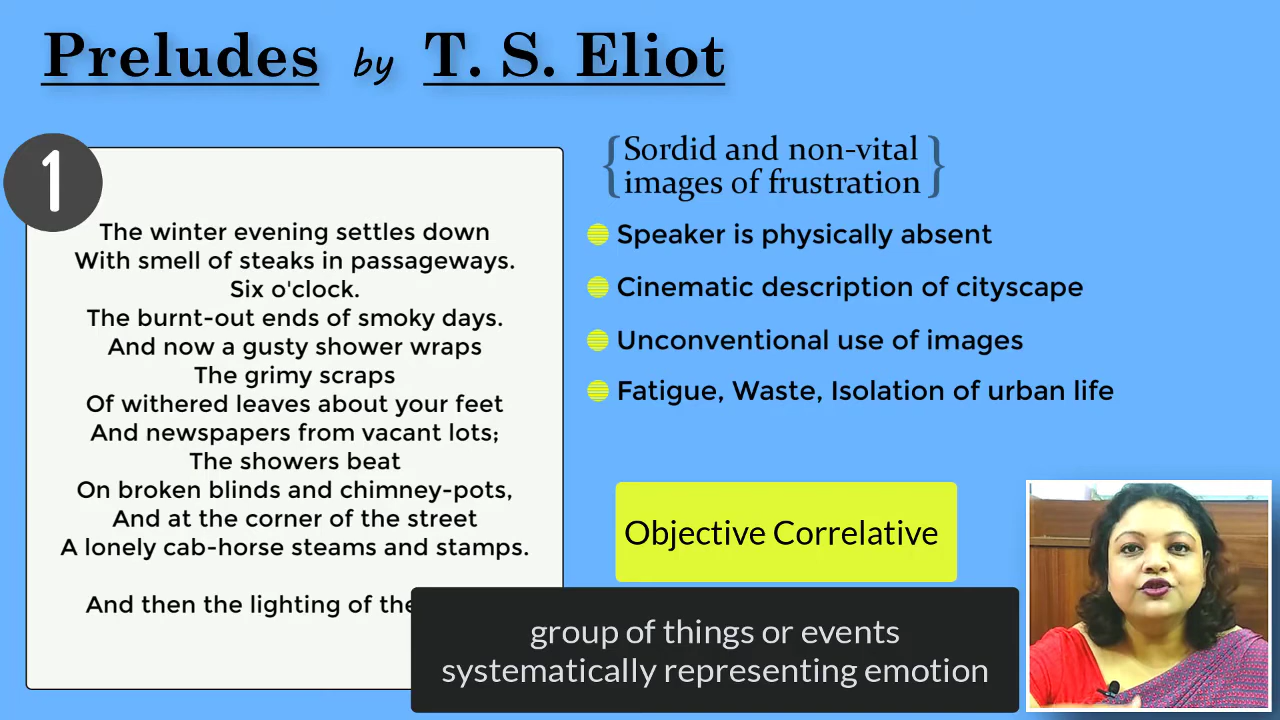 Preludes by T. S. Eliot
1
The winter evening settles down
With smell of steaks in passageways.
Six o'clock.
The burnt-out ends of smoky days.
And now a gusty shower wraps
The grimy scraps
Of withered leaves about your feet
And newspapers from vacant lots;
The showers beat
On broken blinds and chimney-pots,
And at the corner of the street
A lonely cab-horse steams and stamps.
And then the lighting of the
{Sordid and non-vital
images of frustration}
Speaker is physically absent
Cinematic description of cityscape
Unconventional use of images
Fatigue, Waste, Isolation of urban life
Objective Correlative
group of things or events
systematically representing emotion